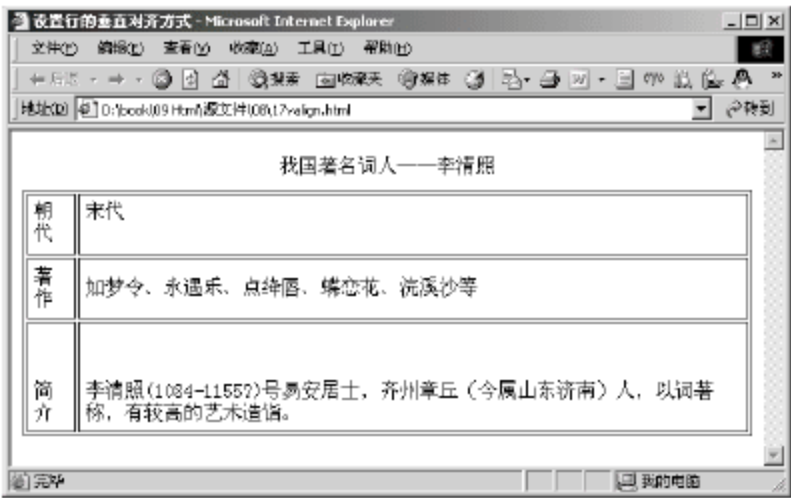 设置行的垂直对齐方式 - Microsoft Internet Explorer
文件(F) 编辑(E) 查看(V) 收藏(A) 工具(T) 帮助(H)
后退 搜索 收藏夹 媒体
地址(D) D:\book\09 Html\源文件\08\17valign.html 转到
我国著名词人——李清照
朝
代
宋代
著
作
如梦令、永遇乐、点绛唇、蝶恋花、浣溪沙等
简
介
李清照(1084-1155?)号易安居士，齐州章丘（今属山东济南）人，以词著
称，有较高的艺术造诣。
完毕 我的电脑